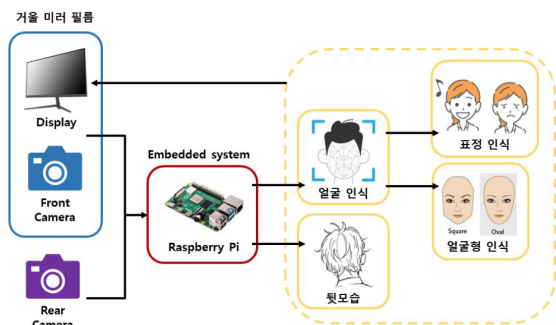 거울 미러 필름
Display
Front
Camera
Rear
Camera
Embedded system
Raspberry Pi
얼굴 인식
뒷모습
표정 인식
Square
Oval
얼굴형 인식